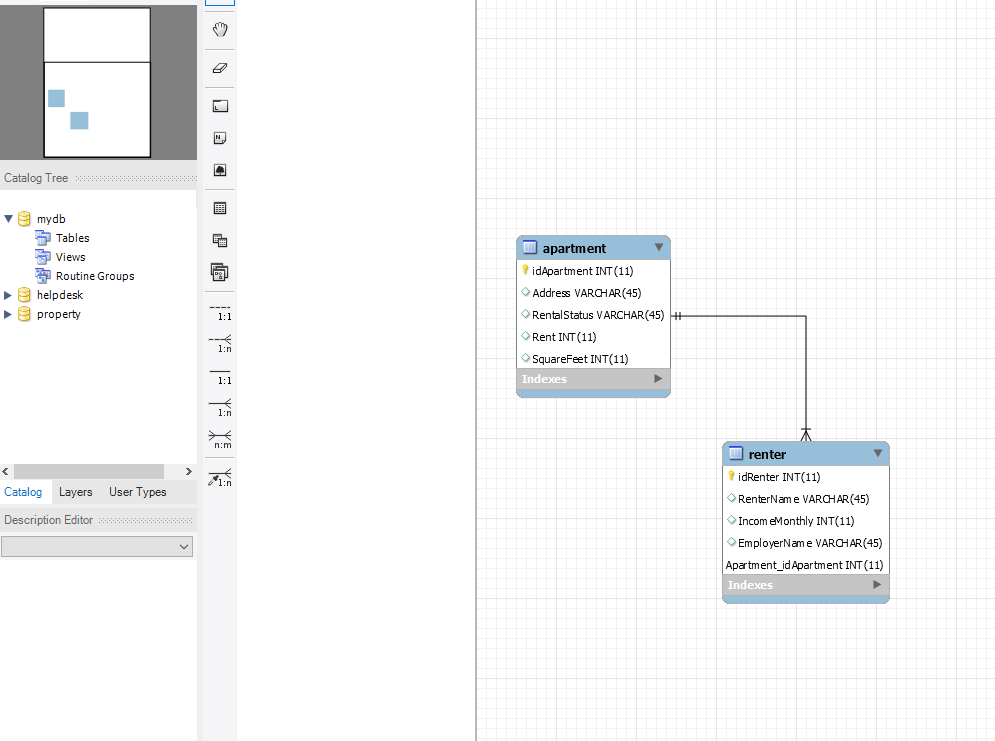 Catalog Tree
mydb
Tables
Views
Routine Groups
helpdesk
property
Catalog Layers User Types
Description Editor
1:1
1:n
1:1
1:n
n:m
1:n
apartment
idApartment INT(11)
Address VARCHAR(45)
RentalStatus VARCHAR(45)
Rent INT(11)
SquareFeet INT(11)
Indexes
renter
idRenter INT(11)
RenterName VARCHAR(45)
IncomeMonthly INT(11)
EmployerName VARCHAR(45)
Apartment_idApartment INT(11)
Indexes